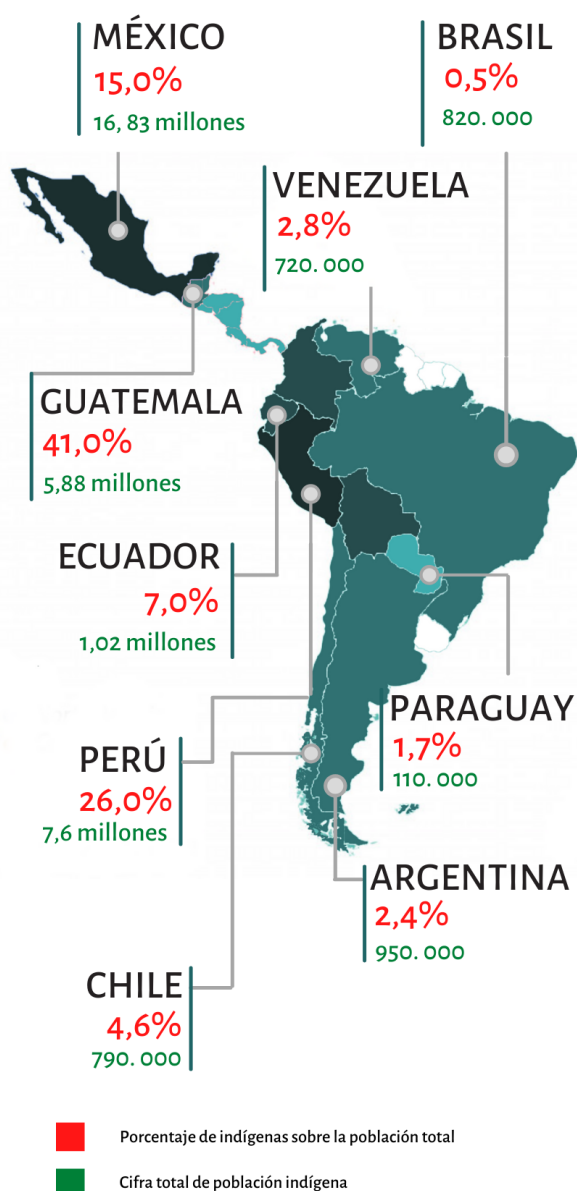 MÉXICO
15,0%
16, 83 millones
BRASIL
0,5%
820. 000
VENEZUELA
2,8%
720. 000
GUATEMALA
41,0%
5,88 millones
ECUADOR
7,0%
1,02 millones
PARAGUAY
1,7%
110. 000
PERÚ
26,0%
7,6 millones
ARGENTINA
2,4%
950. 000
CHILE
4,6%
790. 000
Porcentaje de indígenas sobre la población total
Cifra total de población indígena